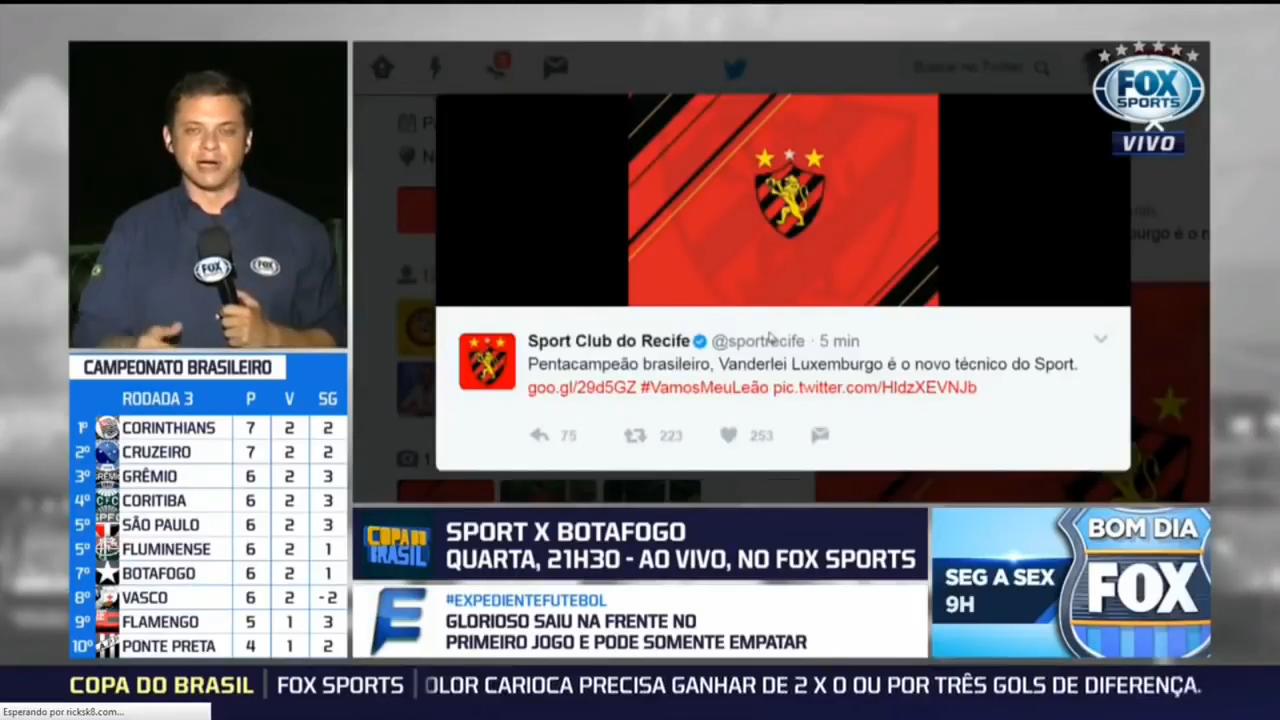 FOX
SPORTS
VIVO
FOX
FOX
Sport Club do Recife @sportrecife · 5 min
Pentacampeão brasileiro, Vanderlei Luxemburgo é o novo técnico do Sport.
goo.gl/29d5GZ #VamosMeuLeão pic.twitter.com/HldzXEVNJb
75 223 253
CAMPEONATO BRASILEIRO
RODADA 3 P V SG
1º CORINTHIANS 7 2 2
2º CRUZEIRO 7 2 2
3º GRÊMIO 6 2 3
4º CORITIBA 6 2 3
5º SÃO PAULO 6 2 3
5º FLUMINENSE 6 2 1
7º BOTAFOGO 6 2 1
8º VASCO 6 2 -2
9º FLAMENGO 5 1 3
10º PONTE PRETA 4 1 2
COPA DO
BRASIL
SPORT X BOTAFOGO
QUARTA, 21H30 - AO VIVO, NO FOX SPORTS
#EXPEDIENTEFUTEBOL
GLORIOSO SAIU NA FRENTE NO
PRIMEIRO JOGO E PODE SOMENTE EMPATAR
SEG A SEX
9H
BOM DIA
FOX
COPA DO BRASIL FOX SPORTS OLOR CARIOCA PRECISA GANHAR DE 2 X 0 OU POR TRÊS GOLS DE DIFERENÇA.
Esperando por ricksk8.com...